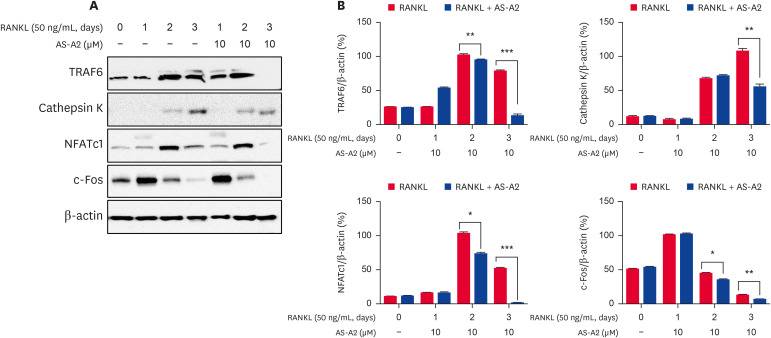 A
RANKL (50 ng/mL, days) 0 1 2 3 1 2 3
AS-A2 (μM) – – – – 10 10 10
TRAF6
Cathepsin K
NFATc1
c-Fos
β-actin
B
RANKL RANKL + AS-A2
TRAF6/β-actin (%)
150
100
50
0
** ***
RANKL (50 ng/mL, days) 0 1 2 3
AS-A2 (μM) – 10 10 10
RANKL RANKL + AS-A2
Cathepsin K/β-actin (%)
150
100
50
0
**
RANKL (50 ng/mL, days) 0 1 2 3
AS-A2 (μM) – 10 10 10
RANKL RANKL + AS-A2
NFATc1/β-actin (%)
150
100
50
0
* ***
RANKL (50 ng/mL, days) 0 1 2 3
AS-A2 (μM) – 10 10 10
RANKL RANKL + AS-A2
c-Fos/β-actin (%)
150
100
50
0
* **
RANKL (50 ng/mL, days) 0 1 2 3
AS-A2 (μM) – 10 10 10